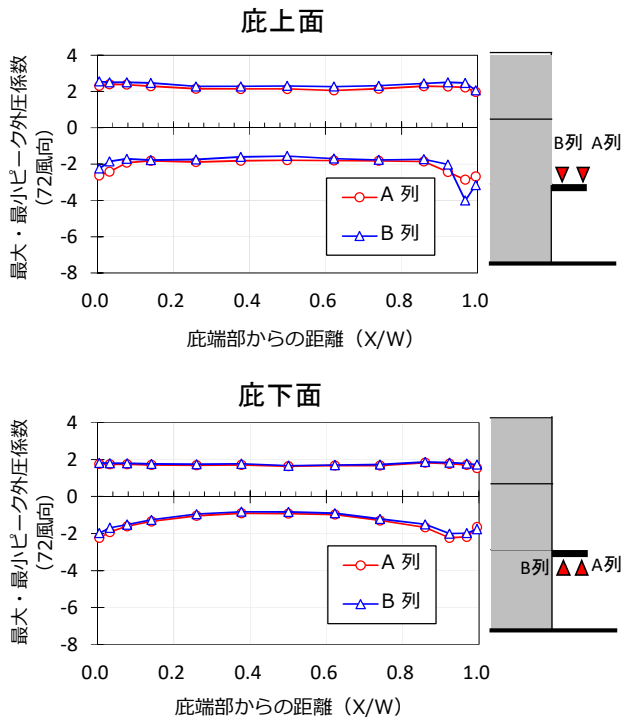 庇上面
最大・最小ピーク外圧係数
(72風向)
4
2
0
-2
-4
-6
-8
A 列
B 列
0.0
0.2
0.4
0.6
0.8
1.0
庇端部からの距離（X/W）
B列 A列
庇下面
最大・最小ピーク外圧係数
(72風向)
4
2
0
-2
-4
-6
-8
A 列
B 列
0.0
0.2
0.4
0.6
0.8
1.0
庇端部からの距離（X/W）
B列 A列